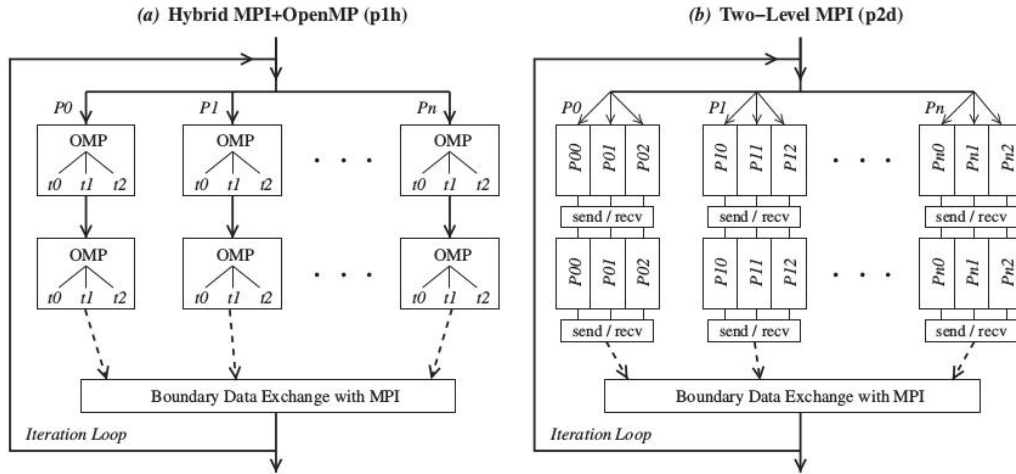 (a) Hybrid MPI+OpenMP (p1h)
P0 P1 Pn
OMP OMP . . . OMP
t0 t1 t2 t0 t1 t2 t0 t1 t2
OMP OMP . . . OMP
t0 t1 t2 t0 t1 t2 t0 t1 t2
Boundary Data Exchange with MPI
Iteration Loop
(b) Two-Level MPI (p2d)
P0 P1 Pn
P00 P01 P02 P10 P11 P12 . . . Pn0 Pn1 Pn2
send / recv send / recv send / recv
P00 P01 P02 P10 P11 P12 . . . Pn0 Pn1 Pn2
send / recv send / recv send / recv
Boundary Data Exchange with MPI
Iteration Loop